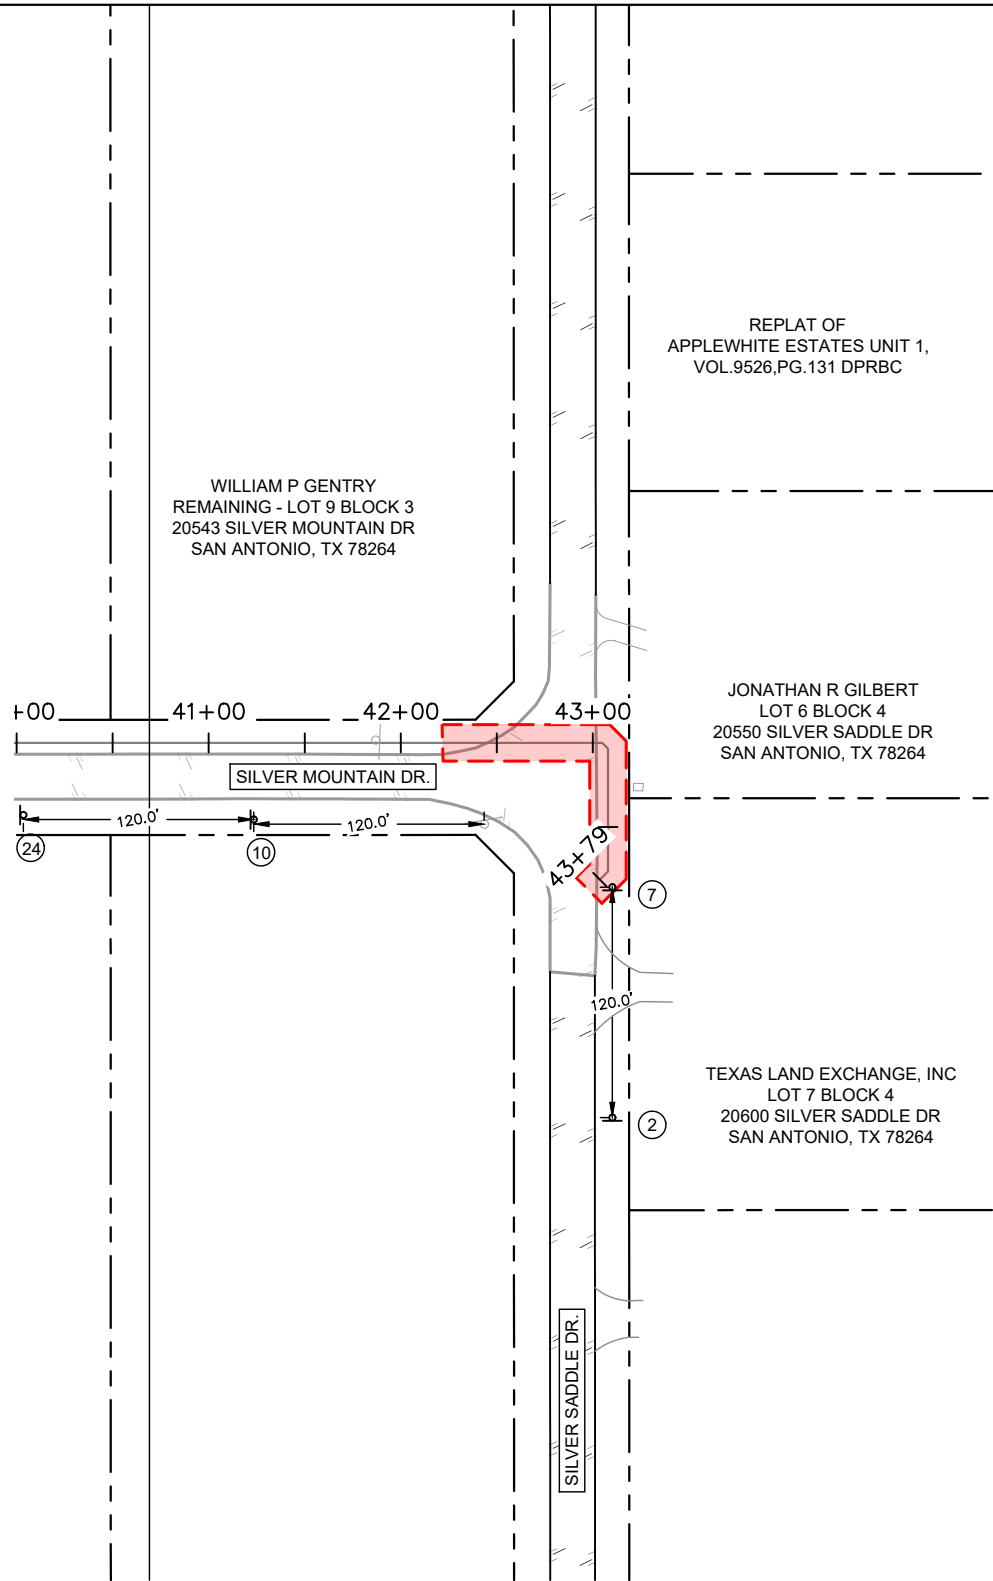 REPLAT OF
APPLEWHITE ESTATES UNIT 1,
VOL.9526,PG.131 DPRBC
WILLIAM P GENTRY
REMAINING - LOT 9 BLOCK 3
20543 SILVER MOUNTAIN DR
SAN ANTONIO, TX 78264
JONATHAN R GILBERT
LOT 6 BLOCK 4
20550 SILVER SADDLE DR
SAN ANTONIO, TX 78264
+00
41+00
42+00
43+00
SILVER MOUNTAIN DR.
120.0'
120.0'
24
10
43+79
7
120.0'
TEXAS LAND EXCHANGE, INC
LOT 7 BLOCK 4
20600 SILVER SADDLE DR
SAN ANTONIO, TX 78264
2
SILVER SADDLE DR.